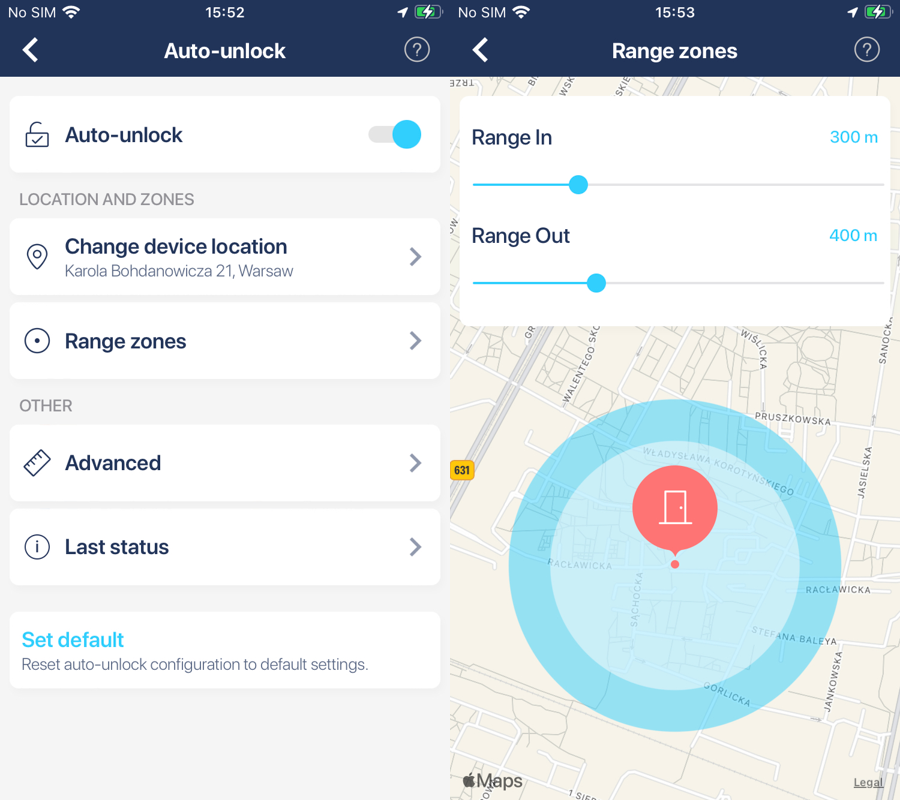 No SIM
15:52
Auto-unlock
?
Auto-unlock
LOCATION AND ZONES
Change device location
Karola Bohdanowicza 21, Warsaw
Range zones
OTHER
Advanced
Last status
Set default
Reset auto-unlock configuration to default settings.
No SIM
15:53
Range zones
?
Range In
300 m
Range Out
400 m
WIŚLICKA
SANOCKA
WALENTEGO SKO
PRUSZKOWSKA
WŁADYSŁAWA KOROTYŃSKIEGO
JASIELSKA
631
RACŁAWICKA
RACŁAWICKA
SĄCHOCKA
STEFANA BALEYA
JANKOWSKA
GORLICKA
Maps
Legal
1 SIER